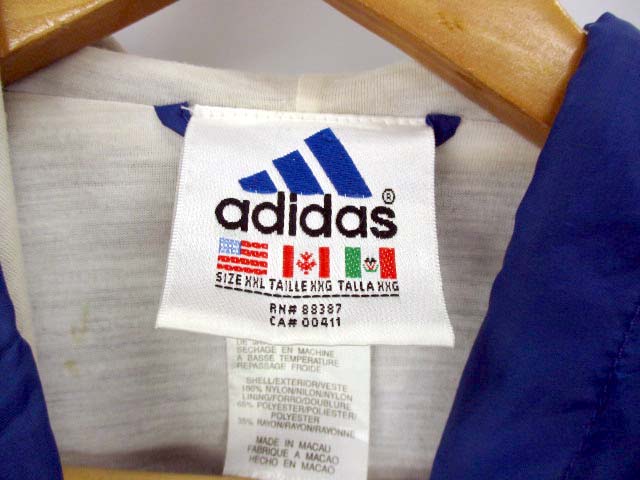 adidas®
SIZE XXL TAILLE XXG TALLA XXG
RN# 88387
CA# 00411
SECHAGE EN MACHINE
A BASSE TEMPERATURE
REPASSAGE FROIDE
SHELL/EXTERIOR/VESTE
100% NYLON/NILON/NYLON
LINING/FORRO/DOUBLURE
65% POLYESTER/POLIESTER/
POLYESTER
35% RAYON/RAYON/RAYONNE
MADE IN MACAU
FABRIQUE A MACAO
HECHO EN MACAO